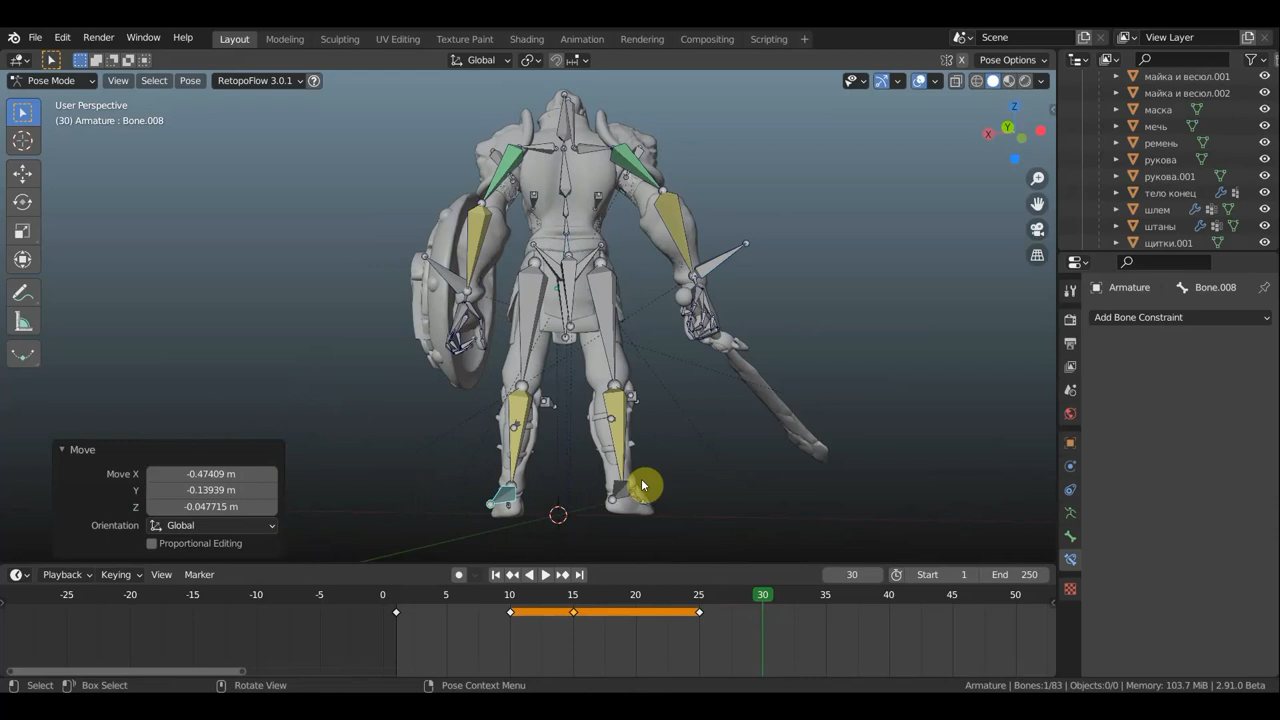 File Edit Render Window Help Layout Modeling Sculpting UV Editing Texture Paint Shading Animation Rendering Compositing Scripting + Scene View Layer
Global Pose Options
Pose Mode View Select Pose RetopoFlow 3.0.1
User Perspective
(30) Armature : Bone.008
майка и весюл.001
майка и весюл.002
маска
мечь
ремень
рукова
рукова.001
тело конец
шлем
штаны
щитки.001
X Y Z
Armature Bone.008
Add Bone Constraint
Move
Move X -0.47409 m
Y -0.13939 m
Z -0.047715 m
Orientation Global
Proportional Editing
Playback Keying View Marker 30 Start 1 End 250
-25 -20 -15 -10 -5 0 5 10 15 20 25 30 35 40 45 50
Select Box Select Rotate View Pose Context Menu Armature | Bones:1/83 | Objects:0/0 | Memory: 103.7 MiB | 2.91.0 Beta